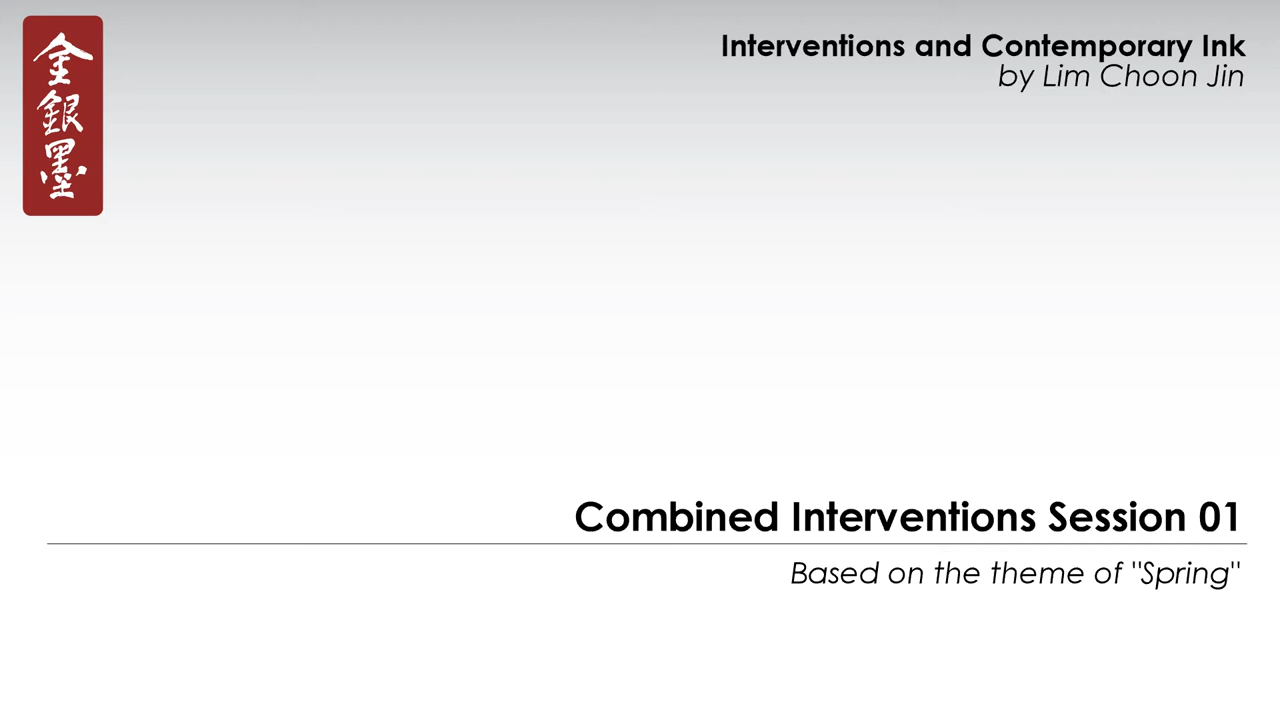 金銀墨
Interventions and Contemporary Ink
by Lim Choon Jin
Combined Interventions Session 01
Based on the theme of "Spring"